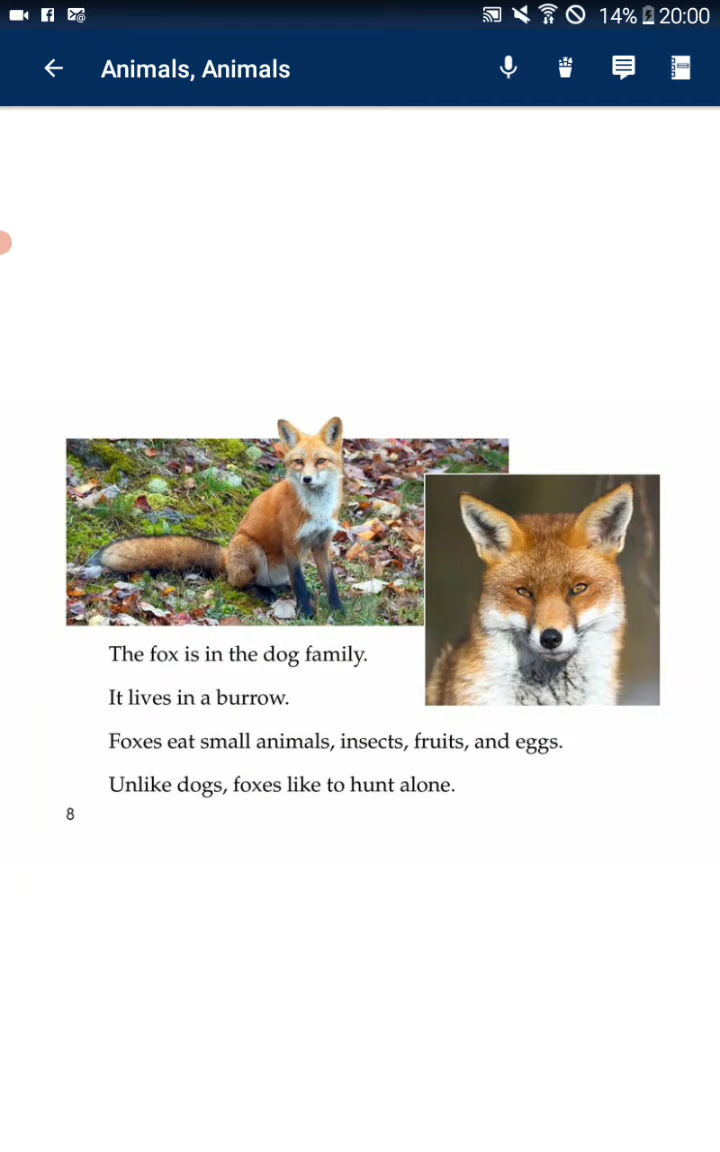 14% 20:00
Animals, Animals
The fox is in the dog family.
It lives in a burrow.
Foxes eat small animals, insects, fruits, and eggs.
Unlike dogs, foxes like to hunt alone.
8